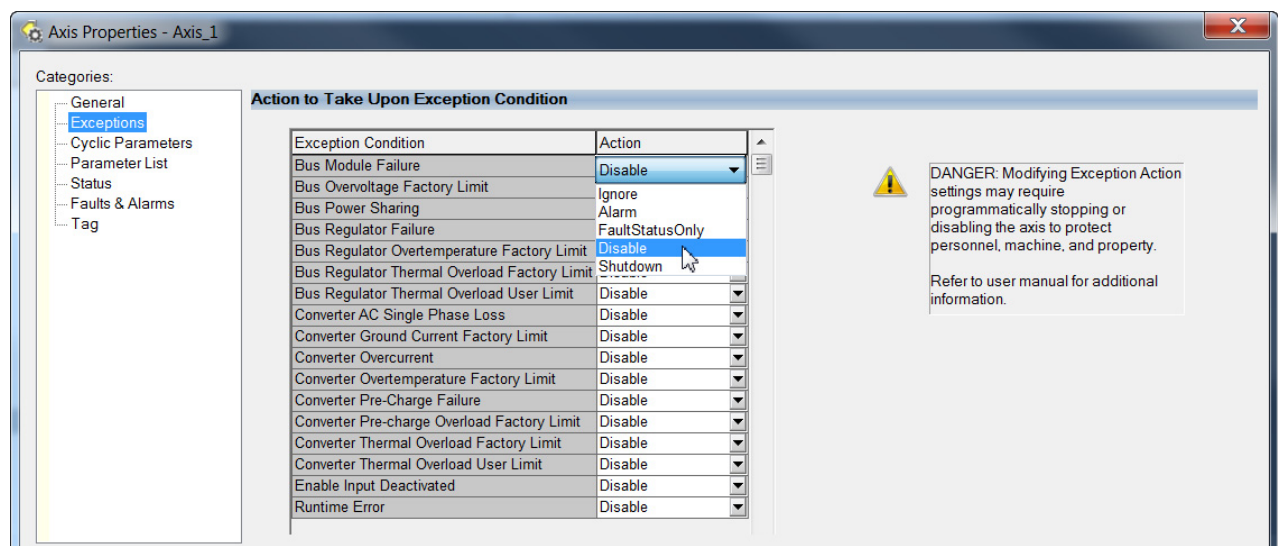 Axis Properties - Axis_1
X
Categories:
General
Exceptions
Cyclic Parameters
Parameter List
Status
Faults & Alarms
Tag
Action to Take Upon Exception Condition
Exception Condition Action
Bus Module Failure Disable
Bus Overvoltage Factory Limit
Ignore
Bus Power Sharing
Alarm
Bus Regulator Failure FaultStatusOnly
Bus Regulator Overtemperature Factory Limit Disable
Bus Regulator Thermal Overload Factory Limit Shutdown
Bus Regulator Thermal Overload User Limit Disable
Converter AC Single Phase Loss Disable
Converter Ground Current Factory Limit Disable
Converter Overcurrent Disable
Converter Overtemperature Factory Limit Disable
Converter Pre-Charge Failure Disable
Converter Pre-charge Overload Factory Limit Disable
Converter Thermal Overload Factory Limit Disable
Converter Thermal Overload User Limit Disable
Enable Input Deactivated Disable
Runtime Error Disable
DANGER: Modifying Exception Action
settings may require
programmatically stopping or
disabling the axis to protect
personnel, machine, and property.
Refer to user manual for additional
information.